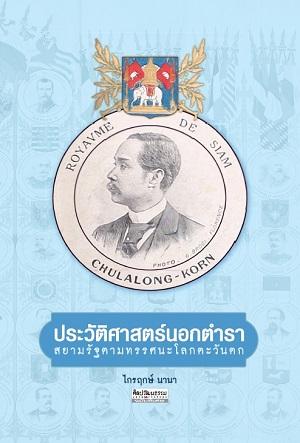 ROYAVME DE SIAM
PHOTO
CHULALONG-KORN
ประวัติศาสตร์นอกตำรา
สยามรัฐตามทรรศนะโลกตะวันตก
ไกรฤกษ์ นานา
ศิลปวัฒนธรรม